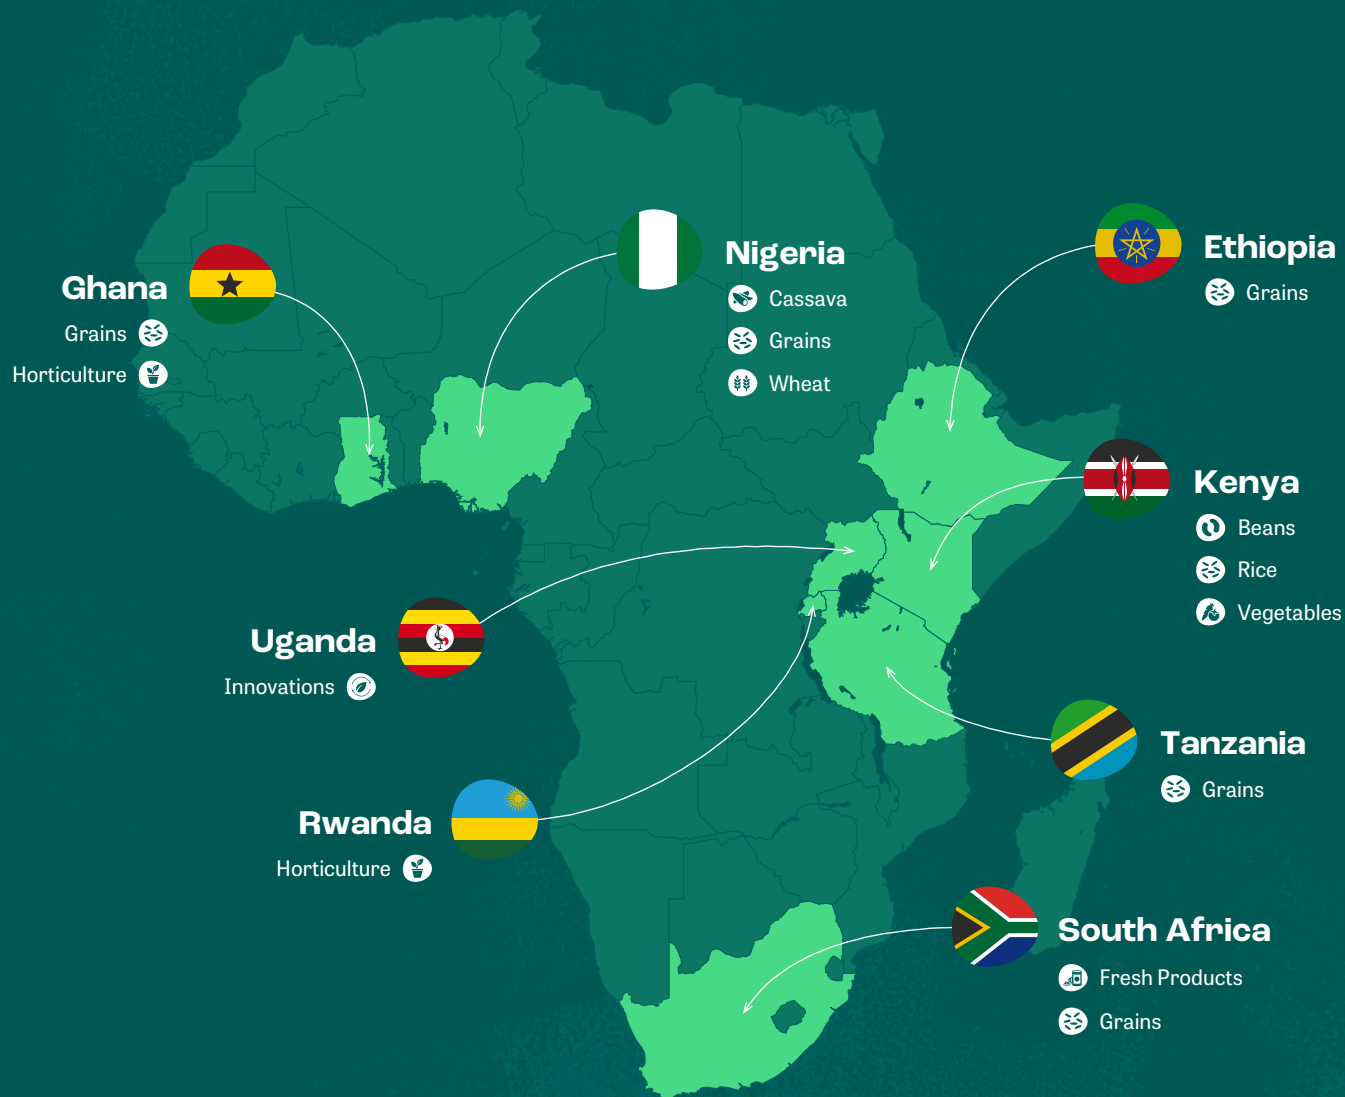 Ghana
Grains
Horticulture
Nigeria
Cassava
Grains
Wheat
Ethiopia
Grains
Kenya
Beans
Rice
Vegetables
Uganda
Innovations
Tanzania
Grains
Rwanda
Horticulture
South Africa
Fresh Products
Grains